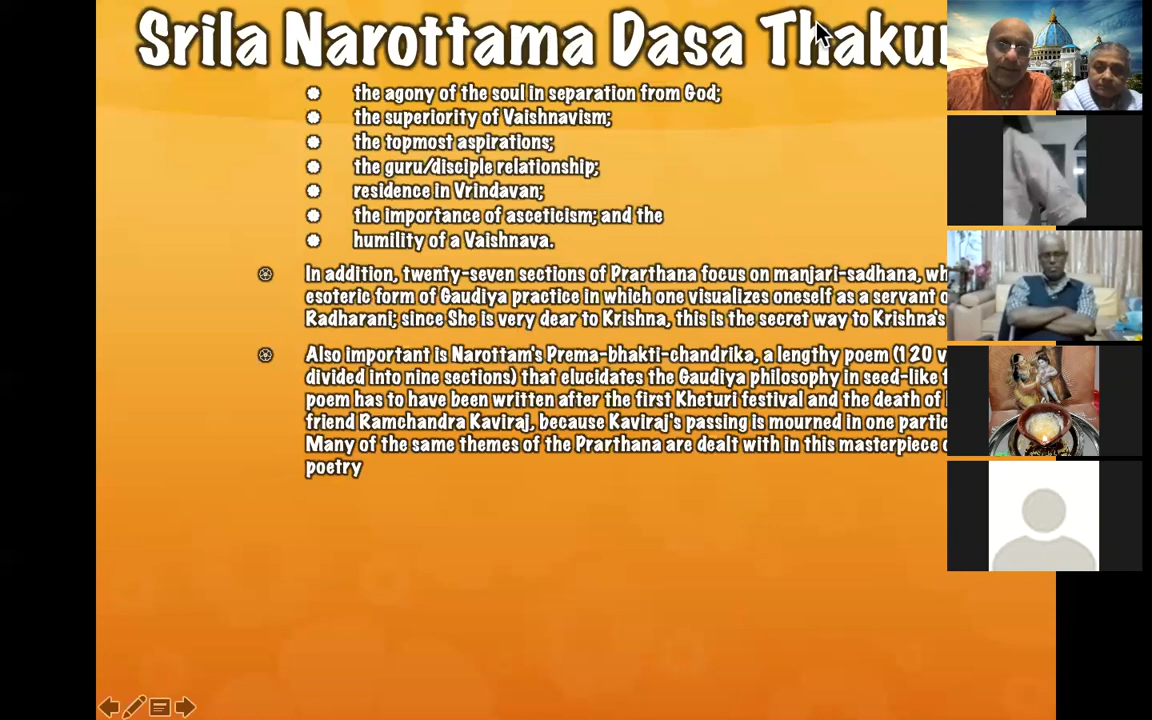 Srila Narottama Dasa Thakur
the agony of the soul in separation from God;
the superiority of Vaishnavism;
the topmost aspirations;
the guru/disciple relationship;
residence in Vrindavan;
the importance of asceticism; and the
humility of a Vaishnava.
In addition, twenty-seven sections of Prarthana focus on manjari-sadhana,
esoteric form of Gaudiya practice in which one visualizes oneself as a servant
Radharani; since She is very dear to Krishna, this is the secret way to Krishna's
Also important is Narottam's Prema-bhakti-chandrika, a lengthy poem (120
divided into nine sections) that elucidates the Gaudiya philosophy in seed-like
poem has to have been written after the first Kheturi festival and the death of
friend Ramchandra Kaviraj, because Kaviraj's passing is mourned in one
Many of the same themes of the Prarthana are dealt with in this masterpiece
poetry